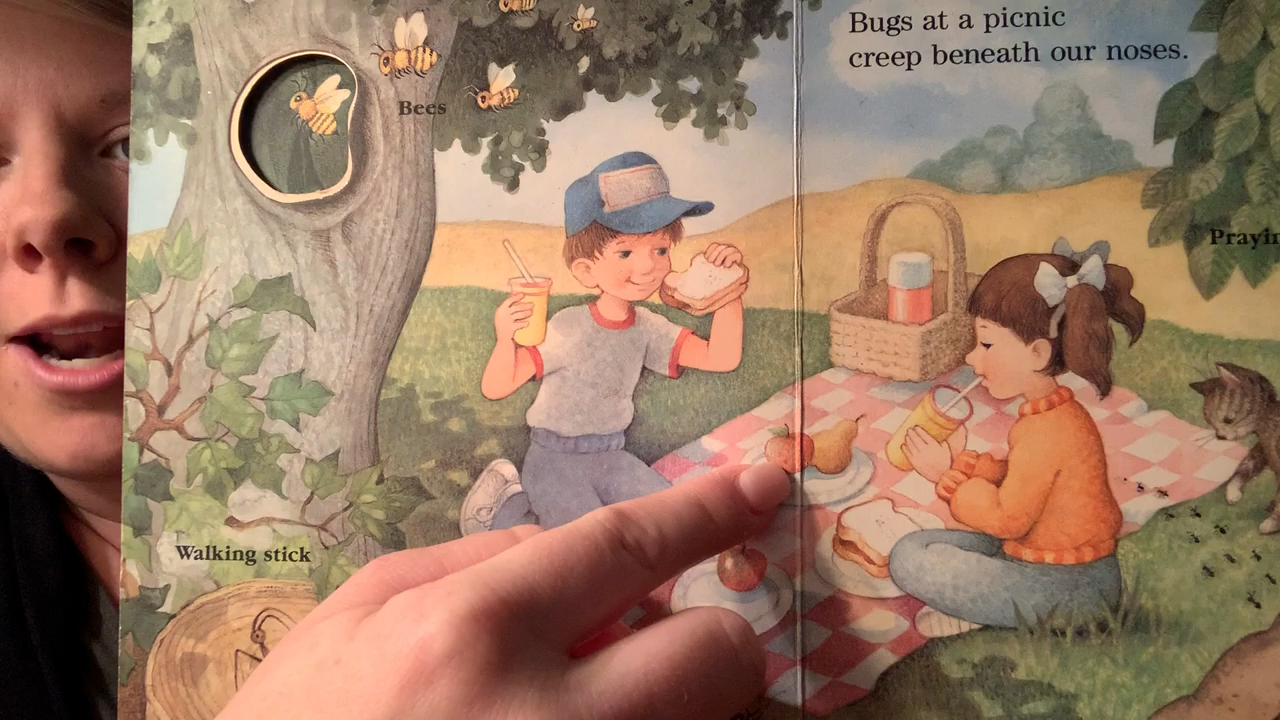 Bugs at a picnic
creep beneath our noses.
Bees
Walking stick